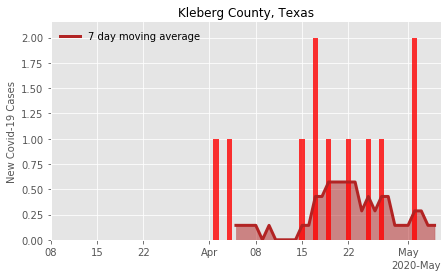 Kleberg County, Texas
7 day moving average
New Covid-19 Cases
2.00
1.75
1.50
1.25
1.00
0.75
0.50
0.25
0.00
08 15 22 Apr 08 15 22 May
2020-May